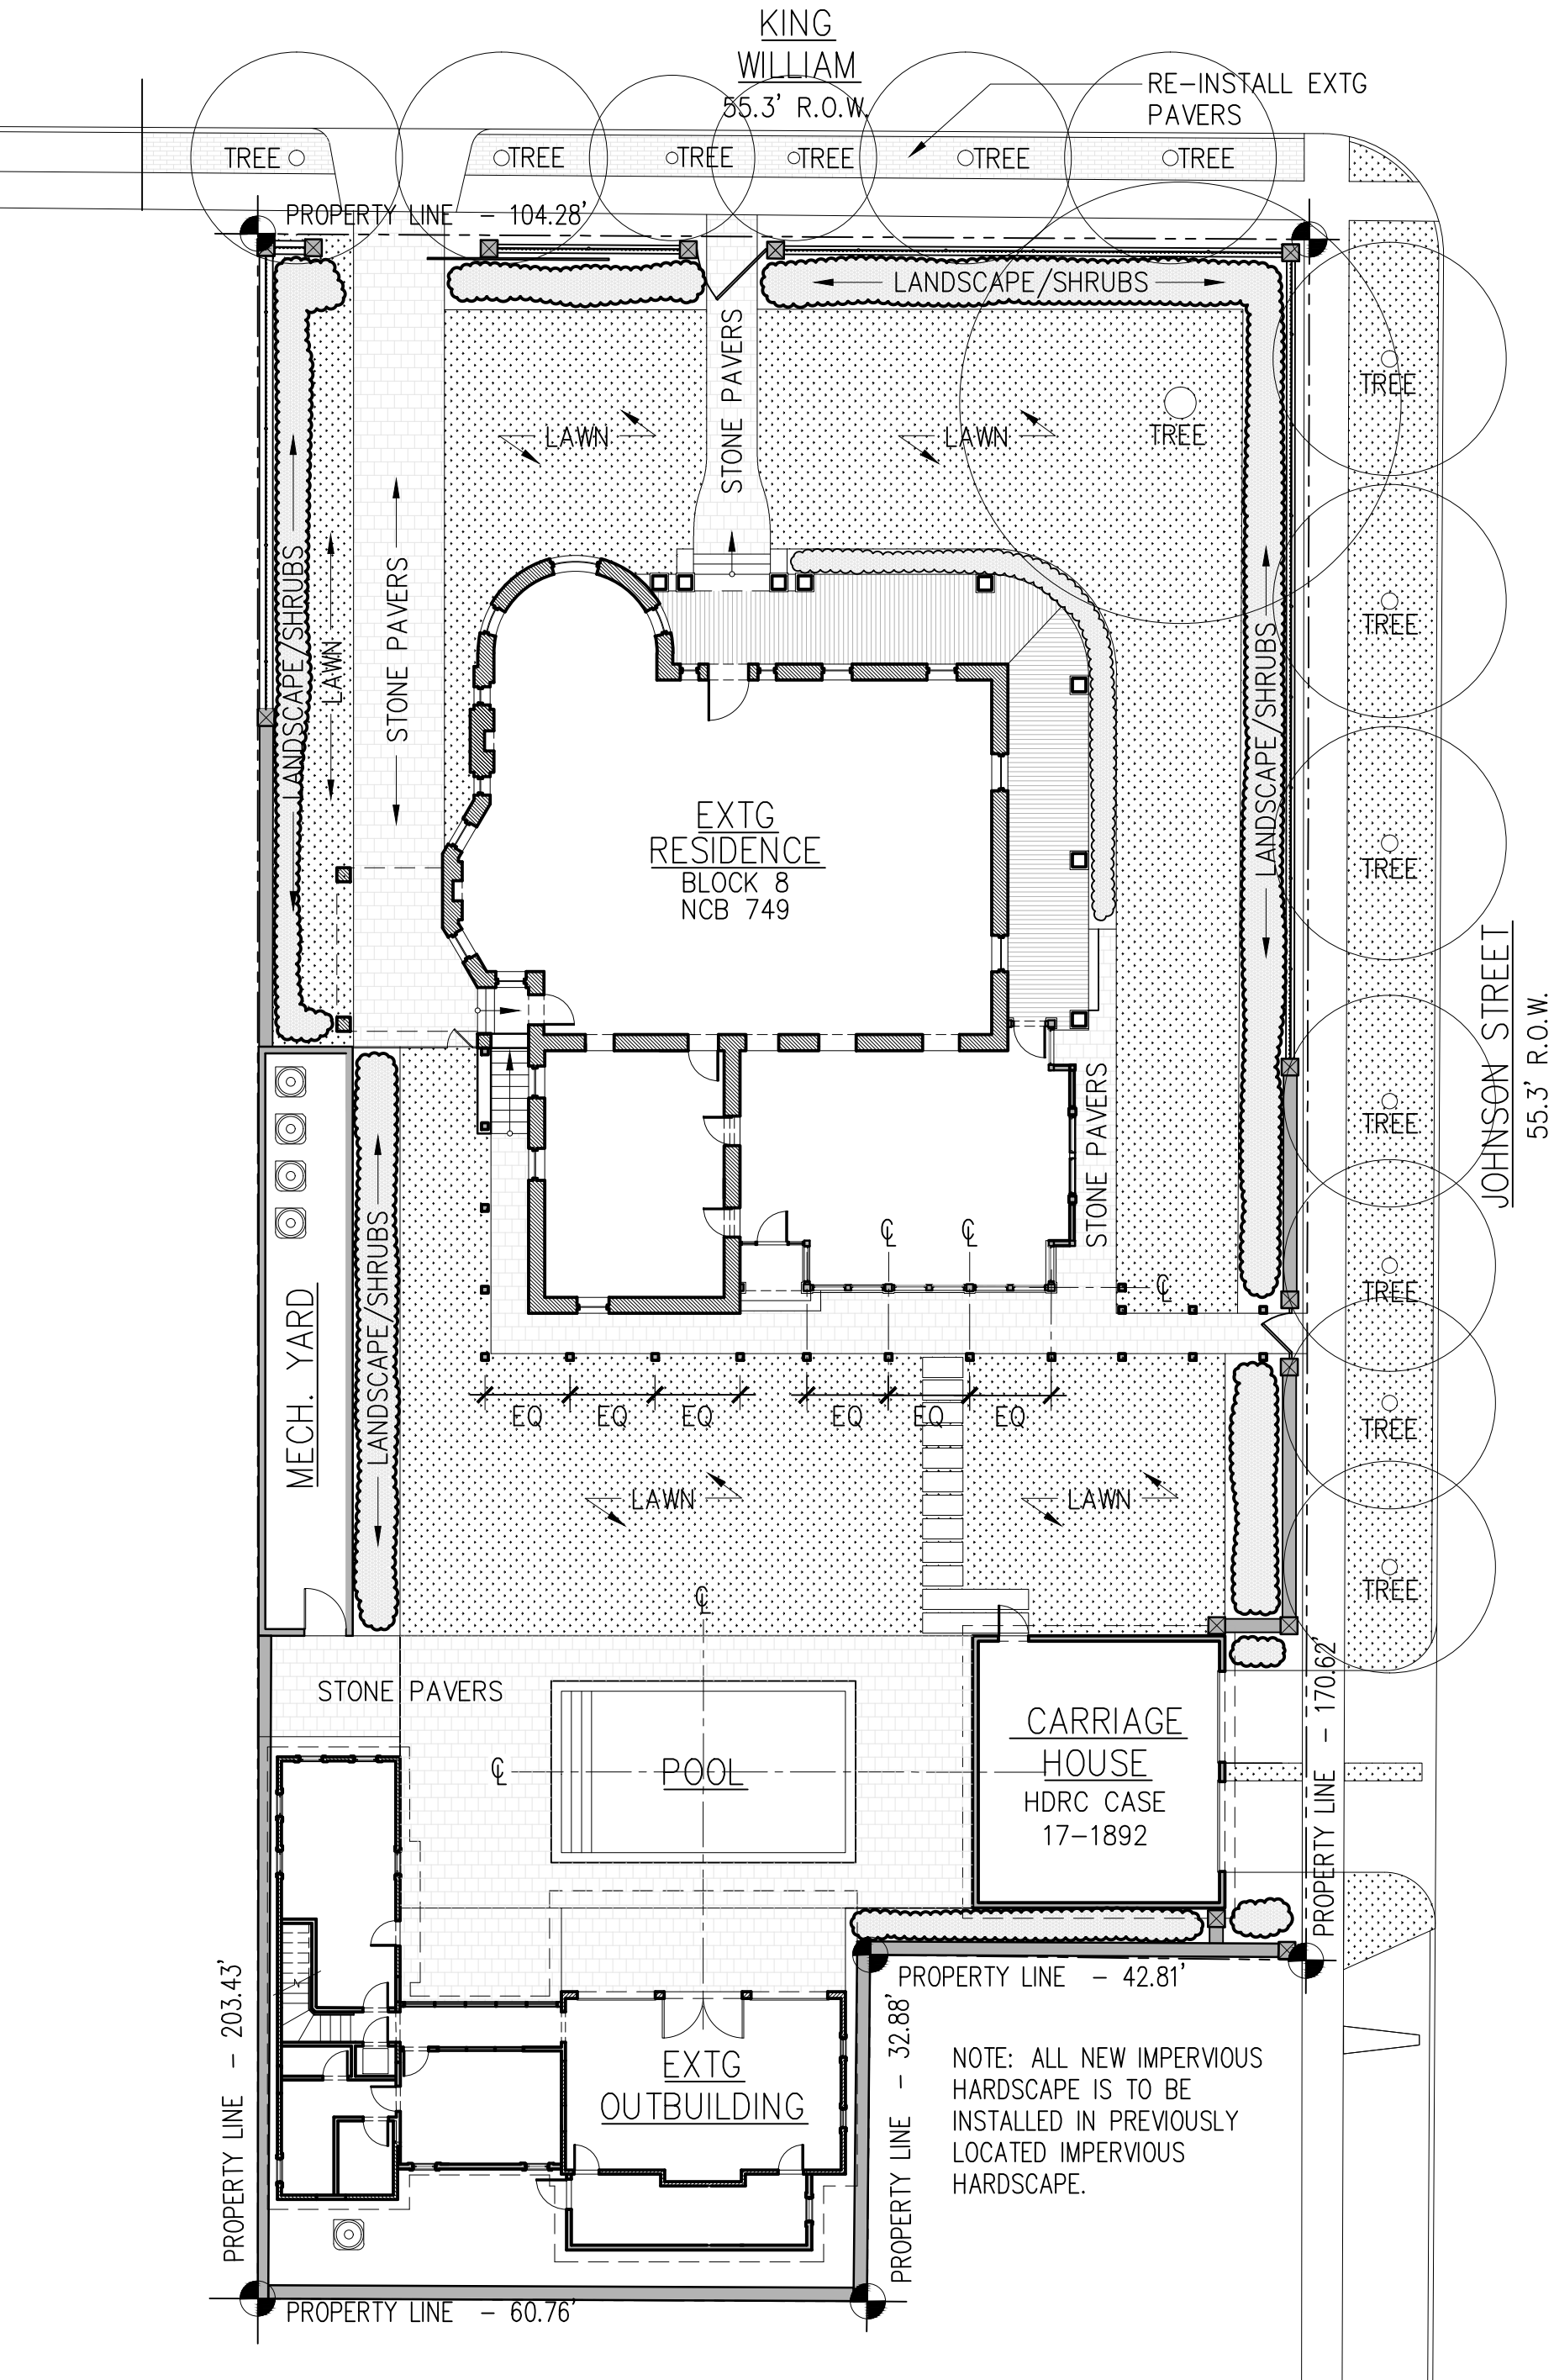 KING
WILLIAM
55.3' R.O.W.
RE-INSTALL EXTG
PAVERS
TREE
TREE
TREE
TREE
TREE
TREE
PROPERTY LINE - 104.28'
LANDSCAPE/SHRUBS
STONE PAVERS
LAWN
LAWN
TREE
TREE
LANDSCAPE/SHRUBS
LAWN
STONE PAVERS
TREE
LANDSCAPE/SHRUBS
EXTG
RESIDENCE
BLOCK 8
NCB 749
TREE
JOHNSON STREET
55.3' R.O.W.
STONE PAVERS
TREE
MECH. YARD
LANDSCAPE/SHRUBS
℄
℄
℄
TREE
EQ
EQ
EQ
EQ
EQ
EQ
TREE
LAWN
LAWN
TREE
℄
STONE PAVERS
℄
POOL
CARRIAGE
HOUSE
HDRC CASE
17-1892
PROPERTY LINE - 170.62'
PROPERTY LINE - 203.43'
PROPERTY LINE - 42.81'
PROPERTY LINE - 32.88'
EXTG
OUTBUILDING
NOTE: ALL NEW IMPERVIOUS
HARDSCAPE IS TO BE
INSTALLED IN PREVIOUSLY
LOCATED IMPERVIOUS
HARDSCAPE.
PROPERTY LINE - 60.76'